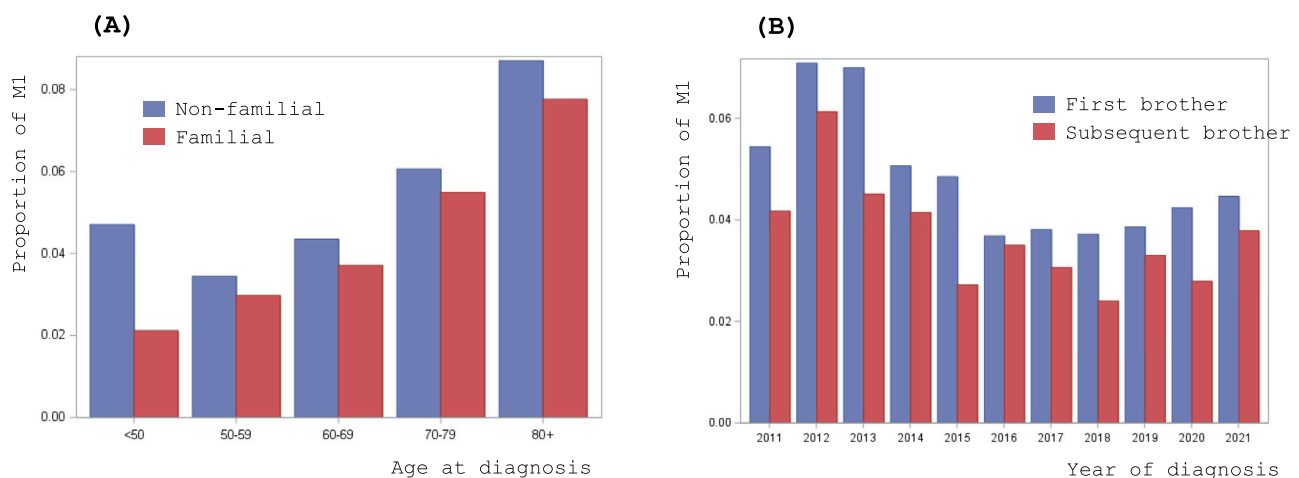 (A)
Proportion of M1
0.08
0.06
0.04
0.02
0.00
Non-familial
Familial
<50 50-59 60-69 70-79 80+
Age at diagnosis
(B)
Proportion of M1
0.06
0.04
0.02
0.00
First brother
Subsequent brother
2011 2012 2013 2014 2015 2016 2017 2018 2019 2020 2021
Year of diagnosis